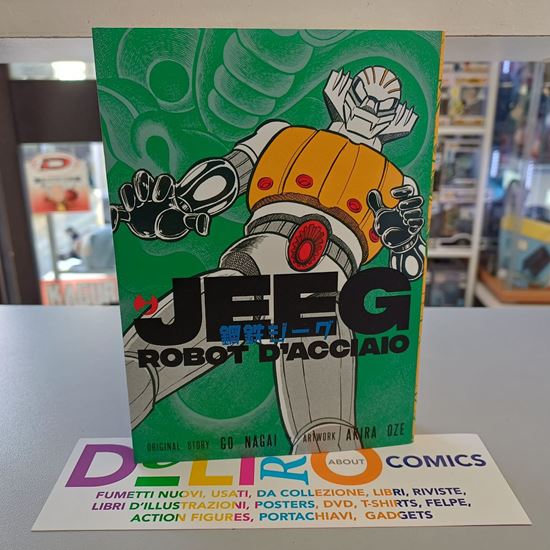 JEEG
鋼鉄ジーグ
ROBOT D'ACCIAIO
ORIGINAL STORY GO NAGAI ARTWORK AKIRA OZE
DeLIRO ABOUT COMICS
FUMETTI NUOVI, USATI, DA COLLEZIONE, LIBRI, RIVISTE,
LIBRI D'ILLUSTRAZIONI, POSTERS, DVD, T-SHIRTS, FELPE,
ACTION FIGURES, PORTACHIAVI, GADGETS